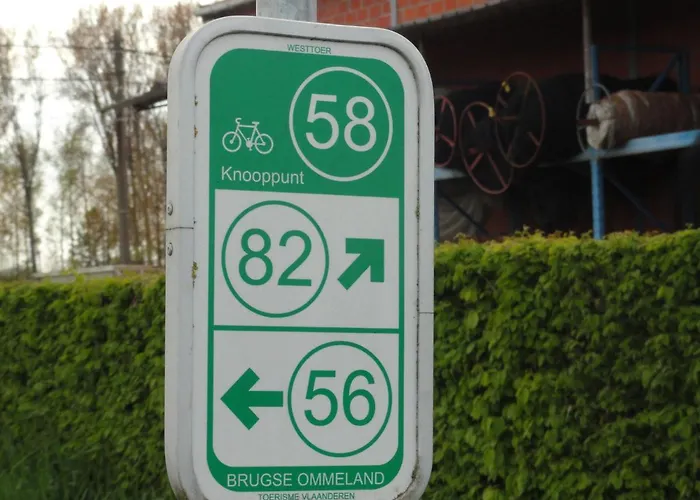 WESTTOER
58
Knooppunt
82
56
BRUGSE OMMELAND
TOERISME VLAANDEREN